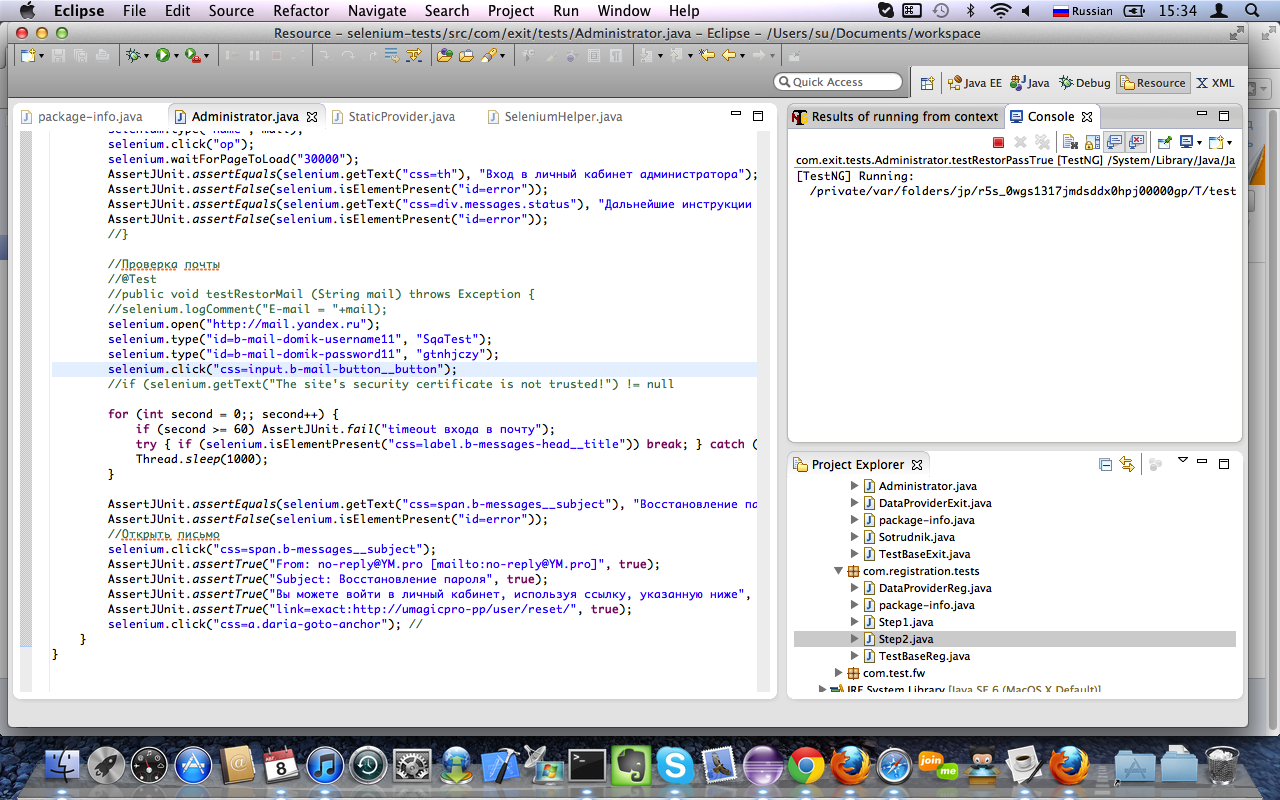 Eclipse File Edit Source Refactor Navigate Search Project Run Window Help Russian 15:34
Resource - selenium-tests/src/com/exit/tests/Administrator.java - Eclipse - /Users/su/Documents/workspace
Quick Access Java EE Java Debug Resource XML
package-info.java Administrator.java StaticProvider.java SeleniumHelper.java
selenium.type("name", mail);
selenium.click("op");
selenium.waitForPageToLoad("30000");
AssertJUnit.assertEquals(selenium.getText("css=th"), "Вход в личный кабинет администратора");
AssertJUnit.assertFalse(selenium.isElementPresent("id=error"));
AssertJUnit.assertEquals(selenium.getText("css=div.messages.status"), "Дальнейшие инструкции
AssertJUnit.assertFalse(selenium.isElementPresent("id=error"));
//}
//Проверка почты
//@Test
//public void testRestorMail (String mail) throws Exception {
//selenium.logComment("E-mail = "+mail);
selenium.open("http://mail.yandex.ru");
selenium.type("id=b-mail-domik-username11", "SqaTest");
selenium.type("id=b-mail-domik-password11", "gtnhjczy");
selenium.click("css=input.b-mail-button__button");
//if (selenium.getText("The site's security certificate is not trusted!") != null
for (int second = 0;; second++) {
if (second >= 60) AssertJUnit.fail("timeout входа в почту");
try { if (selenium.isElementPresent("css=label.b-messages-head__title")) break; } catch (
Thread.sleep(1000);
}
AssertJUnit.assertEquals(selenium.getText("css=span.b-messages__subject"), "Восстановление па
AssertJUnit.assertFalse(selenium.isElementPresent("id=error"));
//Открыть письмо
selenium.click("css=span.b-messages__subject");
AssertJUnit.assertTrue("From: no-reply@YM.pro [mailto:no-reply@YM.pro]", true);
AssertJUnit.assertTrue("Subject: Восстановление пароля", true);
AssertJUnit.assertTrue("Вы можете войти в личный кабинет, используя ссылку, указанную ниже",
AssertJUnit.assertTrue("link=exact:http://umagicpro-pp/user/reset/", true);
selenium.click("css=a.daria-goto-anchor"); //
}
}
Results of running from context Console
com.exit.tests.Administrator.testRestorPassTrue [TestNG] /System/Library/Java/Ja
[TestNG] Running:
/private/var/folders/jp/r5s_0wgs1317jmdsddx0hpj00000gp/T/test
Project Explorer
Administrator.java
DataProviderExit.java
package-info.java
Sotrudnik.java
TestBaseExit.java
com.registration.tests
DataProviderReg.java
package-info.java
Step1.java
Step2.java
TestBaseReg.java
com.test.fw
JRE System Library [Java SE 6 (MacOS X Default)]
8
join
me